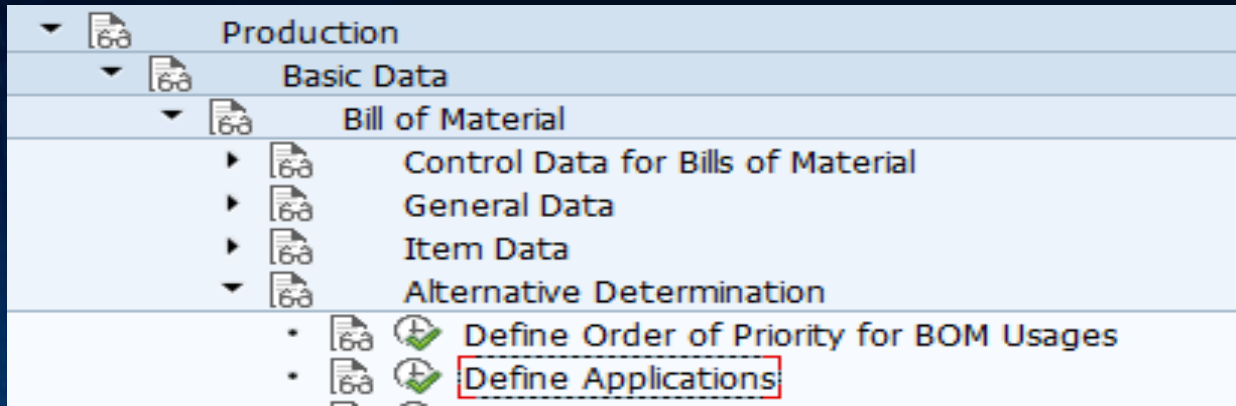 Production
Basic Data
Bill of Material
Control Data for Bills of Material
General Data
Item Data
Alternative Determination
Define Order of Priority for BOM Usages
Define Applications